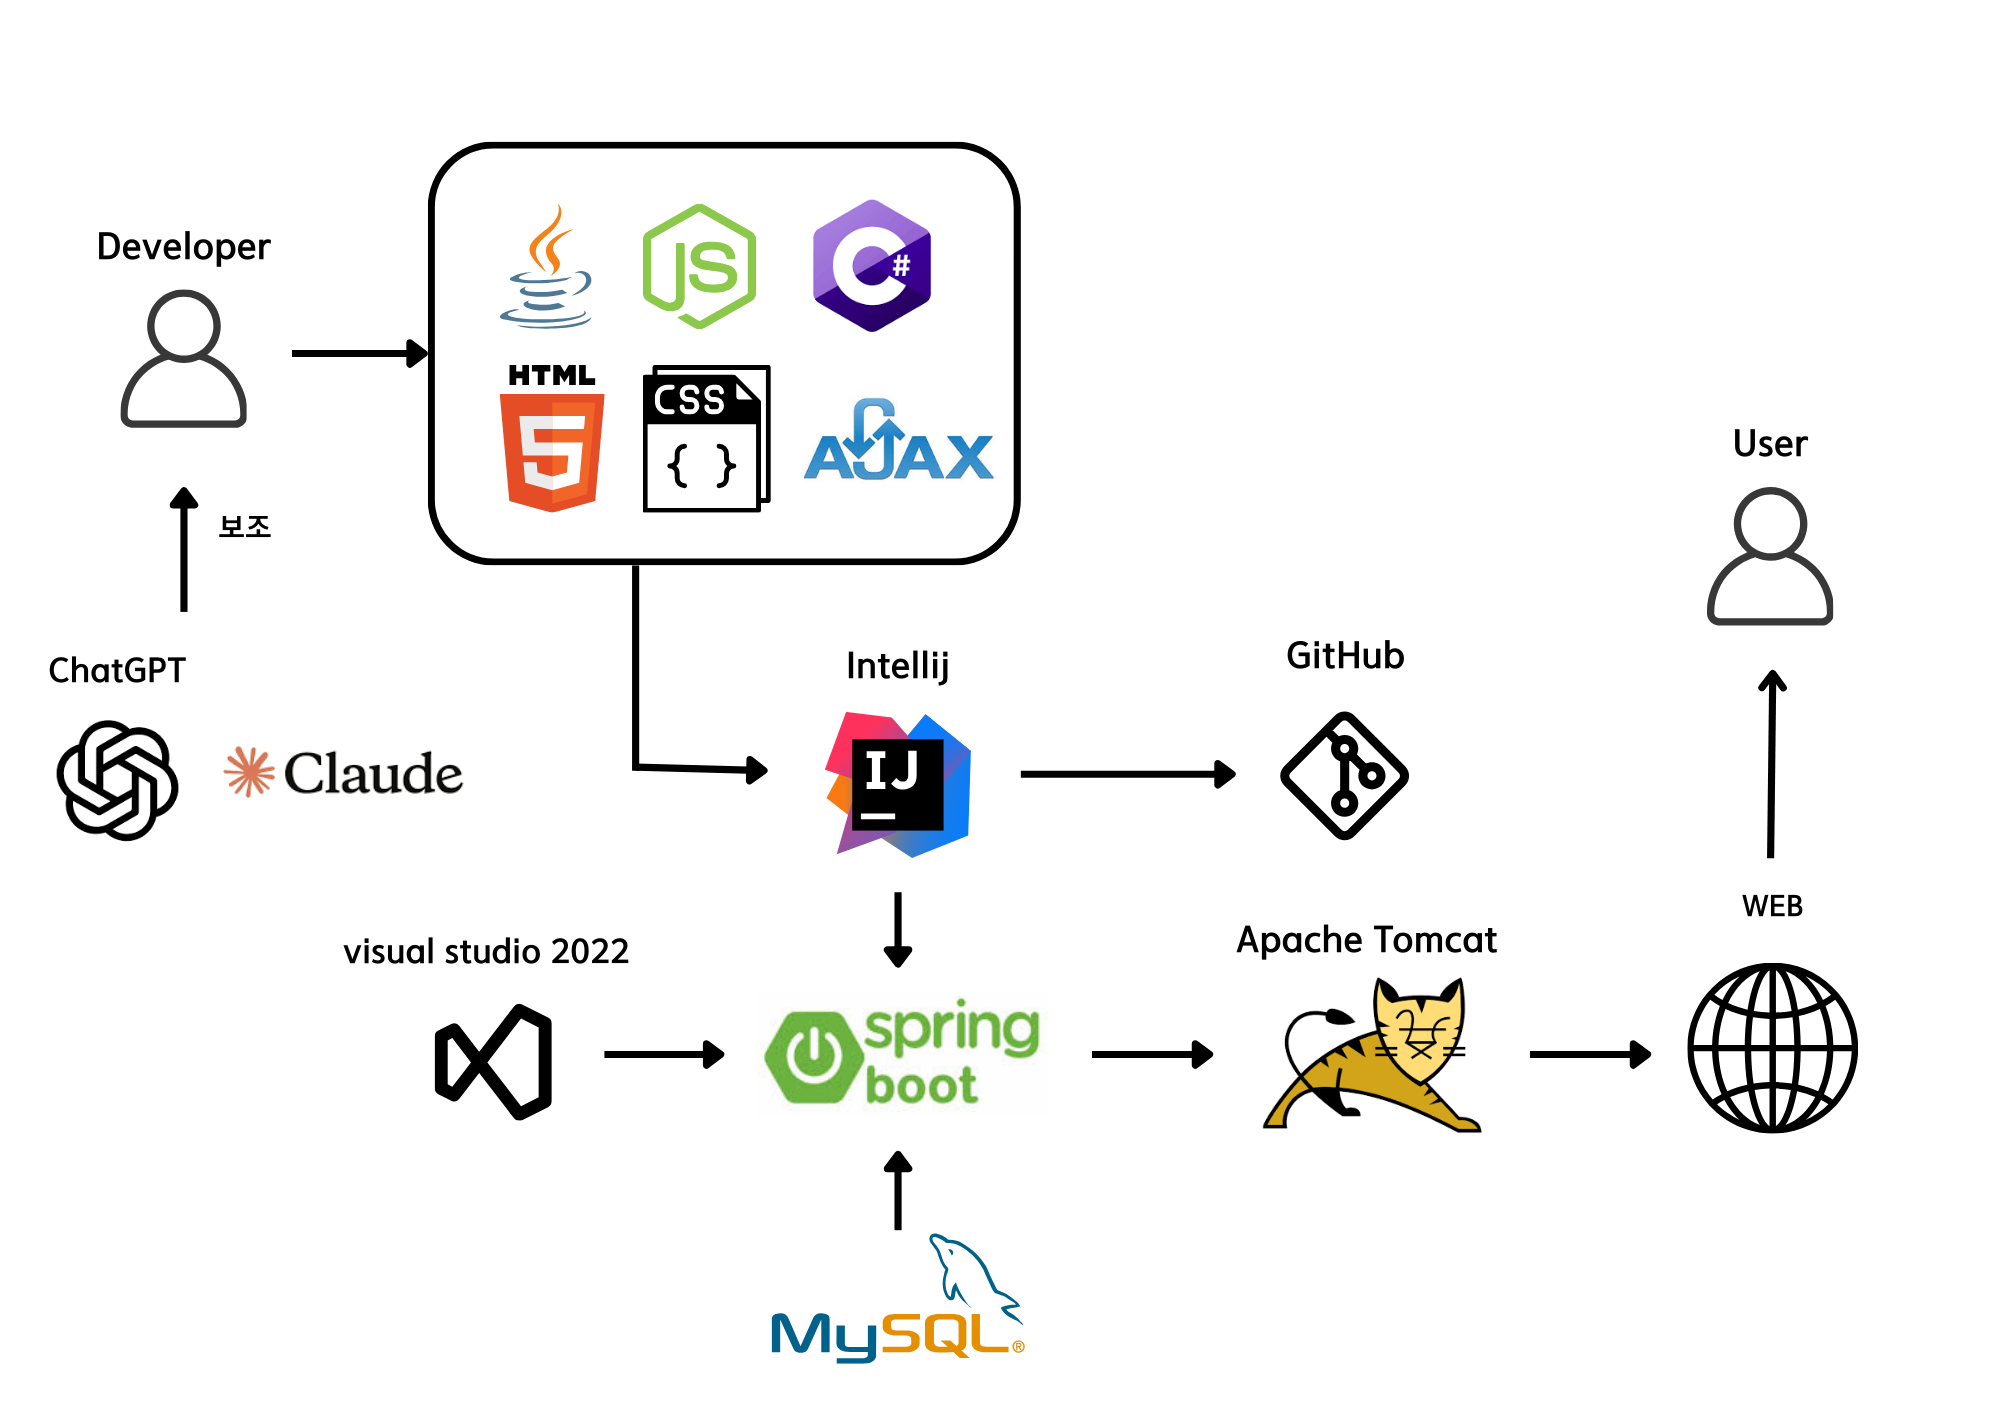 Developer
JS
C#
HTML
5
CSS
{ }
AJAX
User
보조
ChatGPT
Claude
Intellij
IJ
GitHub
WEB
visual studio 2022
Apache Tomcat
spring
boot
MySQL®